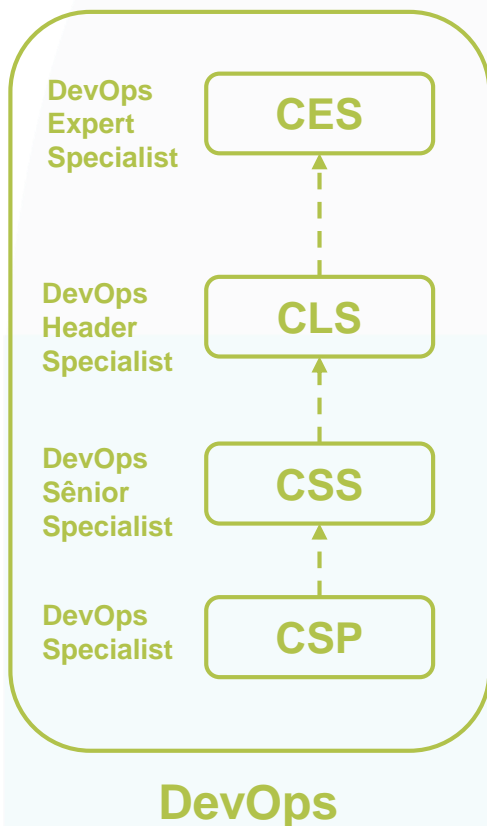 DevOps
Expert
Specialist
CES
DevOps
Header
Specialist
CLS
DevOps
Sênior
Specialist
CSS
DevOps
Specialist
CSP
DevOps